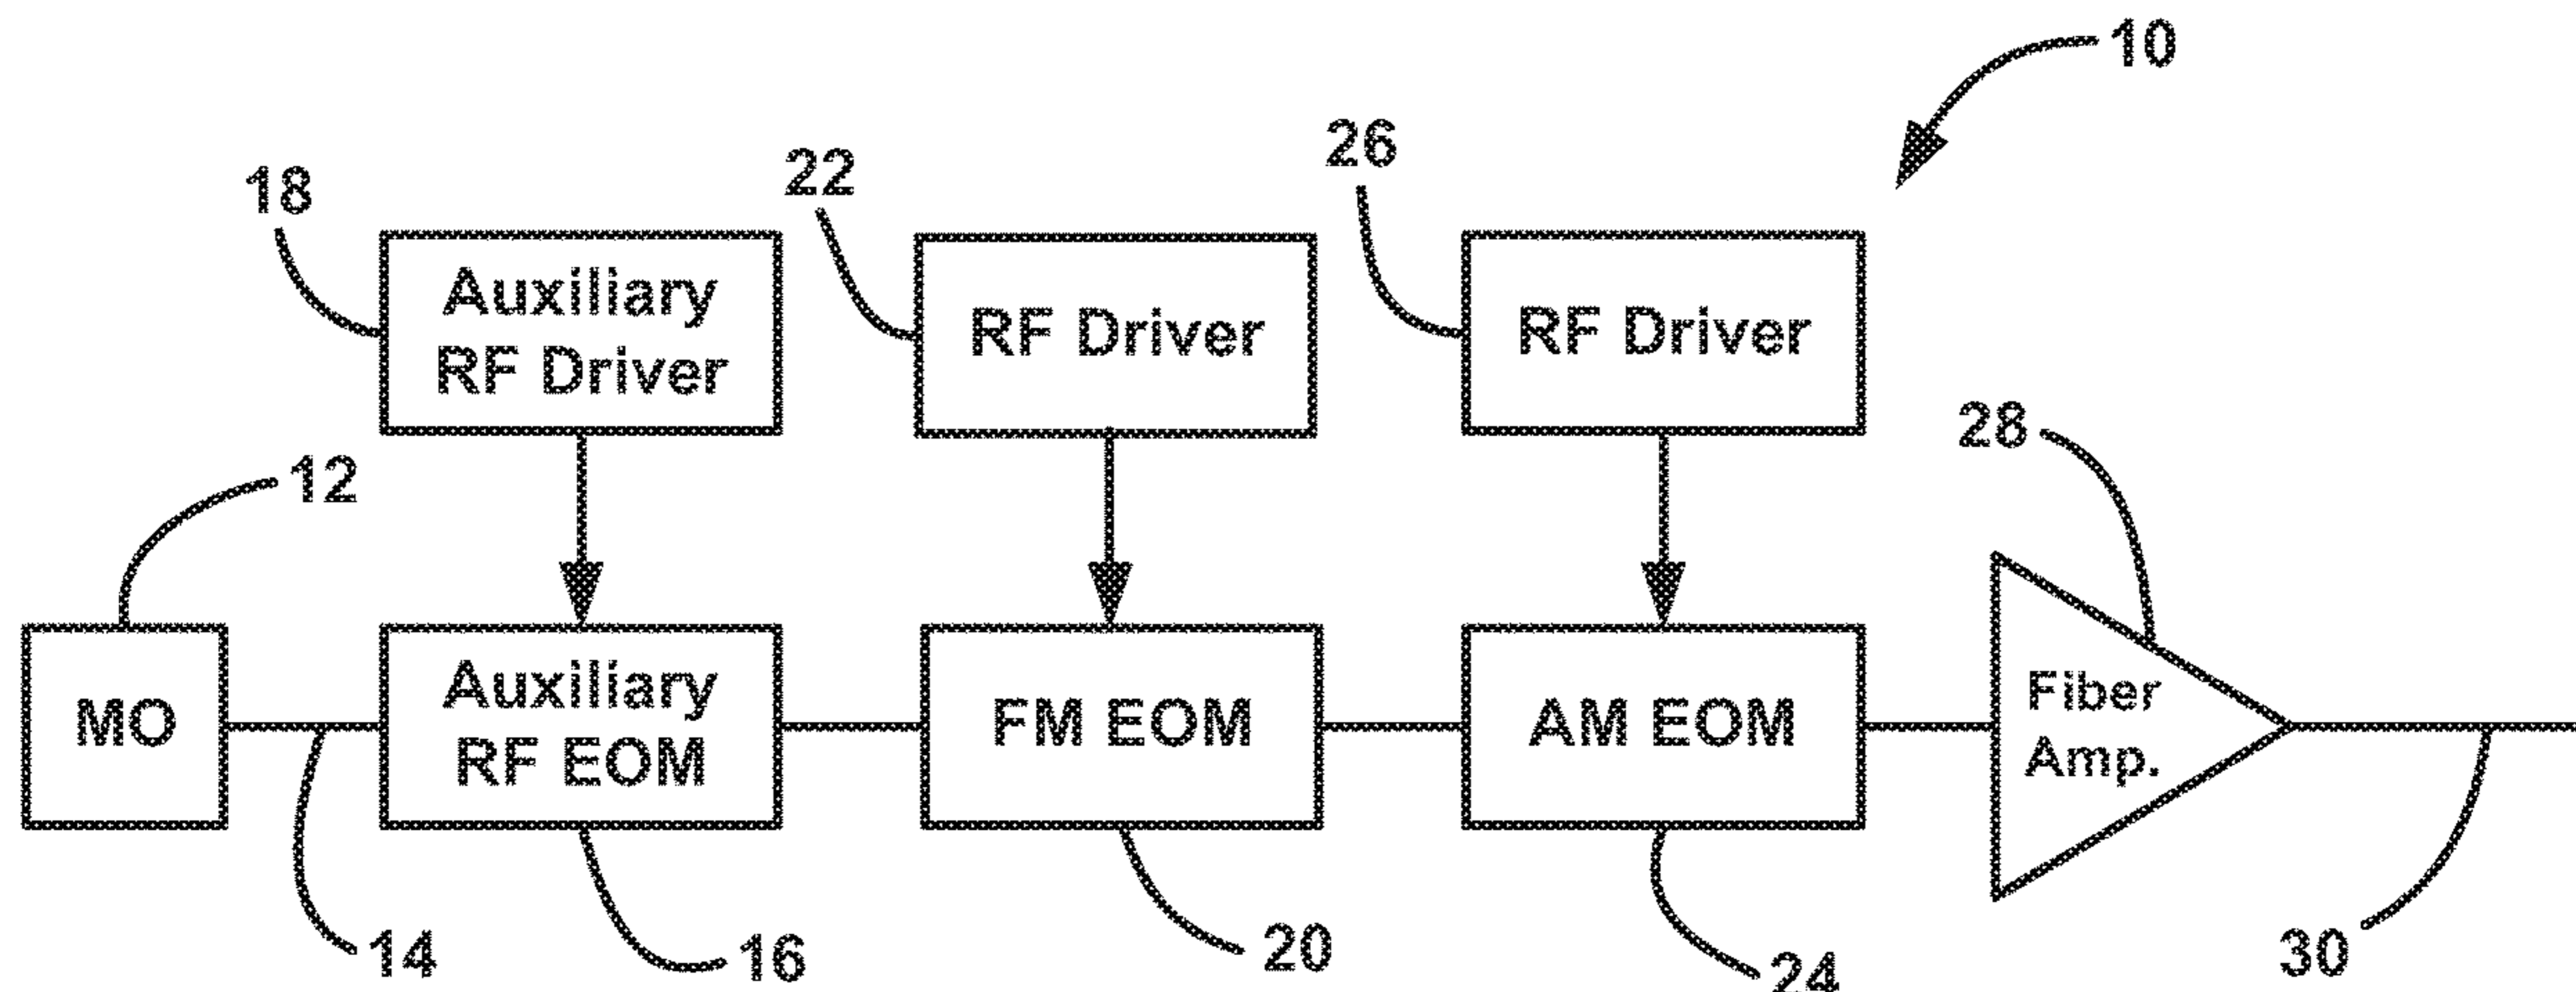 10
18
22
26
Auxiliary
RF Driver
RF Driver
RF Driver
28
12
MO
Auxiliary
RF EOM
FM EOM
AM EOM
Fiber
Amp.
14
16
20
24
30